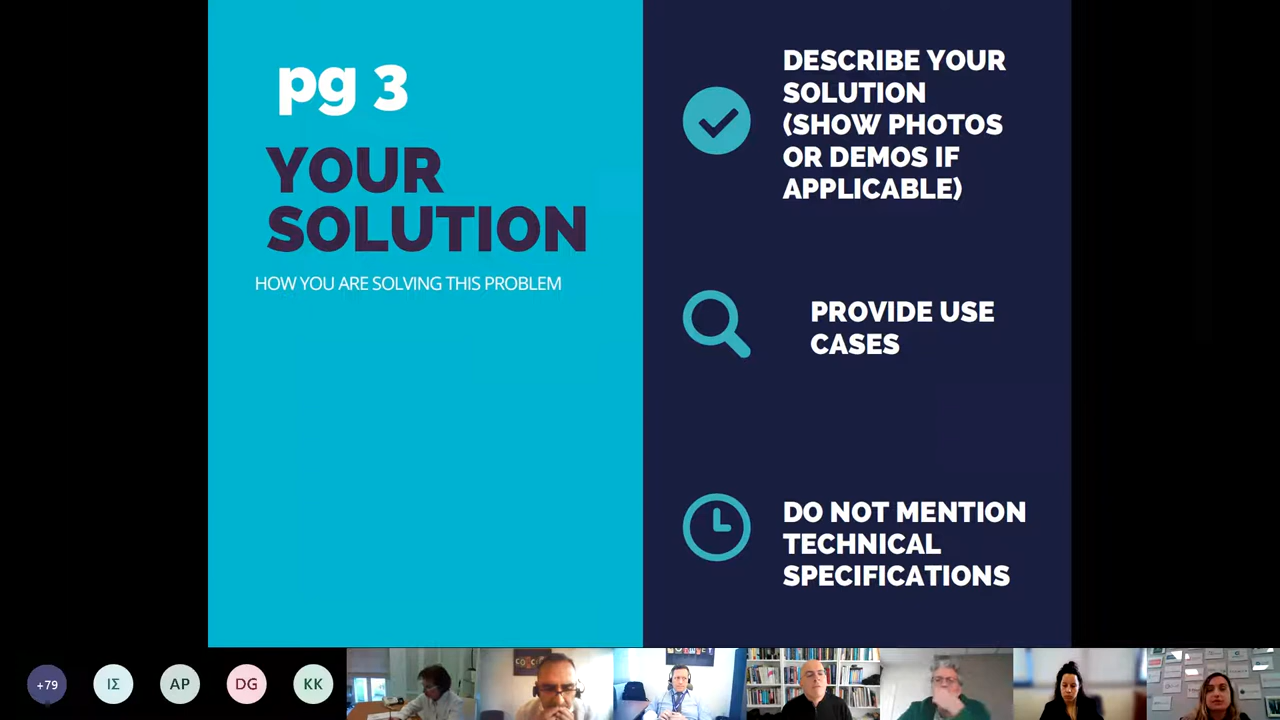 pg 3
YOUR
SOLUTION
HOW YOU ARE SOLVING THIS PROBLEM
DESCRIBE YOUR
SOLUTION
(SHOW PHOTOS
OR DEMOS IF
APPLICABLE)
PROVIDE USE
CASES
DO NOT MENTION
TECHNICAL
SPECIFICATIONS
+79
ΙΣ
AP
DG
KK